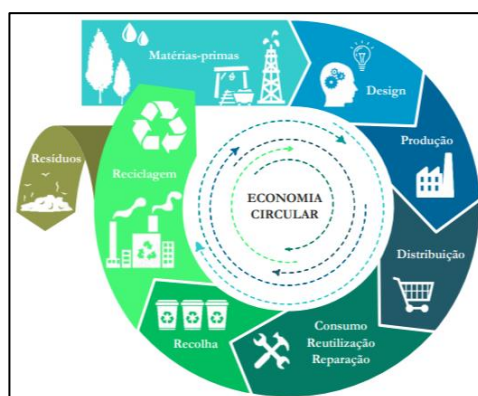 Matérias-primas
Design
Produção
Distribuição
Consumo
Reutilização
Reparação
Recolha
Reciclagem
Resíduos
ECONOMIA
CIRCULAR